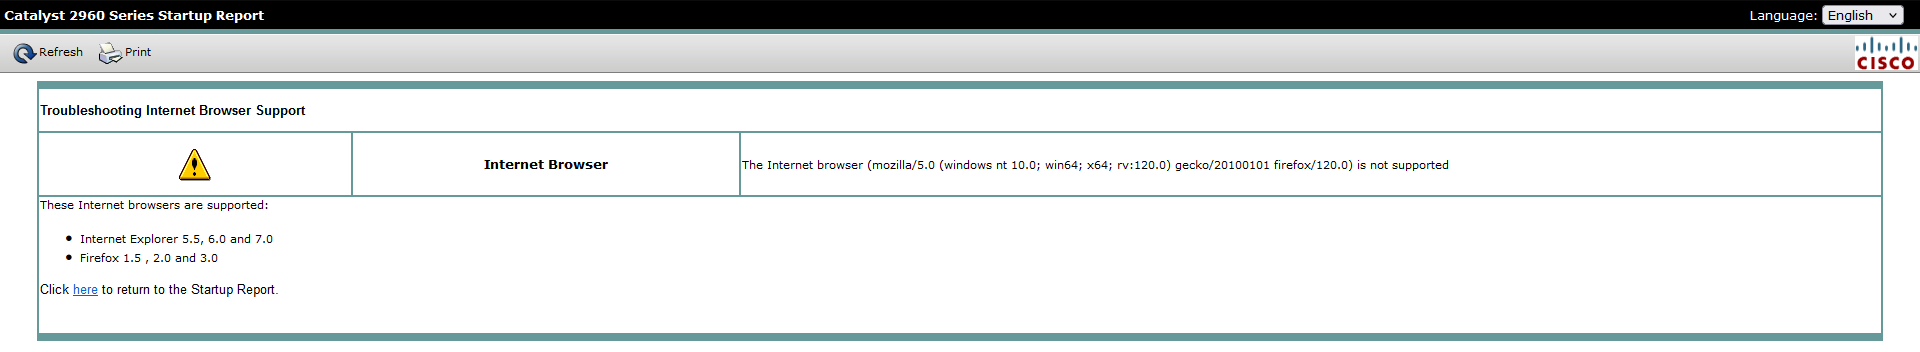 Catalyst 2960 Series Startup Report
Language: English
Refresh Print
CISCO
Troubleshooting Internet Browser Support
Internet Browser
The Internet browser (mozilla/5.0 (windows nt 10.0; win64; x64; rv:120.0) gecko/20100101 firefox/120.0) is not supported
These Internet browsers are supported:
• Internet Explorer 5.5, 6.0 and 7.0
• Firefox 1.5 , 2.0 and 3.0
Click here to return to the Startup Report.